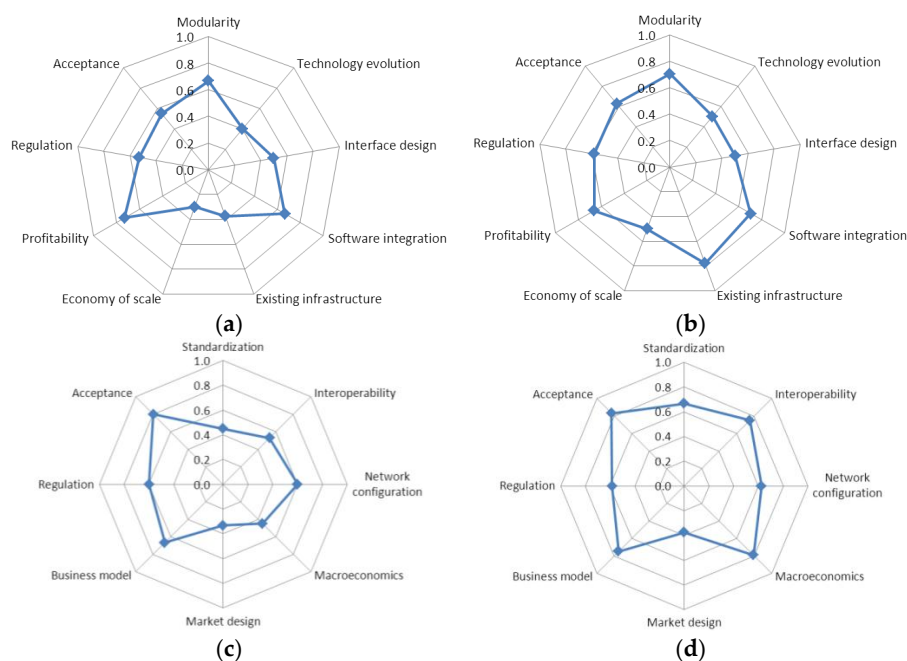 Modularity
1.0
0.8
0.6
0.4
0.2
0.0
Technology evolution
Interface design
Software integration
Existing infrastructure
Economy of scale
Profitability
Regulation
Acceptance
(a)
Modularity
1.0
0.8
0.6
0.4
0.2
0.0
Technology evolution
Interface design
Software integration
Existing infrastructure
Economy of scale
Profitability
Regulation
Acceptance
(b)
Standardization
1.0
0.8
0.6
0.4
0.2
0.0
Interoperability
Network
configuration
Macroeconomics
Market design
Business model
Regulation
Acceptance
(c)
Standardization
1.0
0.8
0.6
0.4
0.2
0.0
Interoperability
Network
configuration
Macroeconomics
Market design
Business model
Regulation
Acceptance
(d)